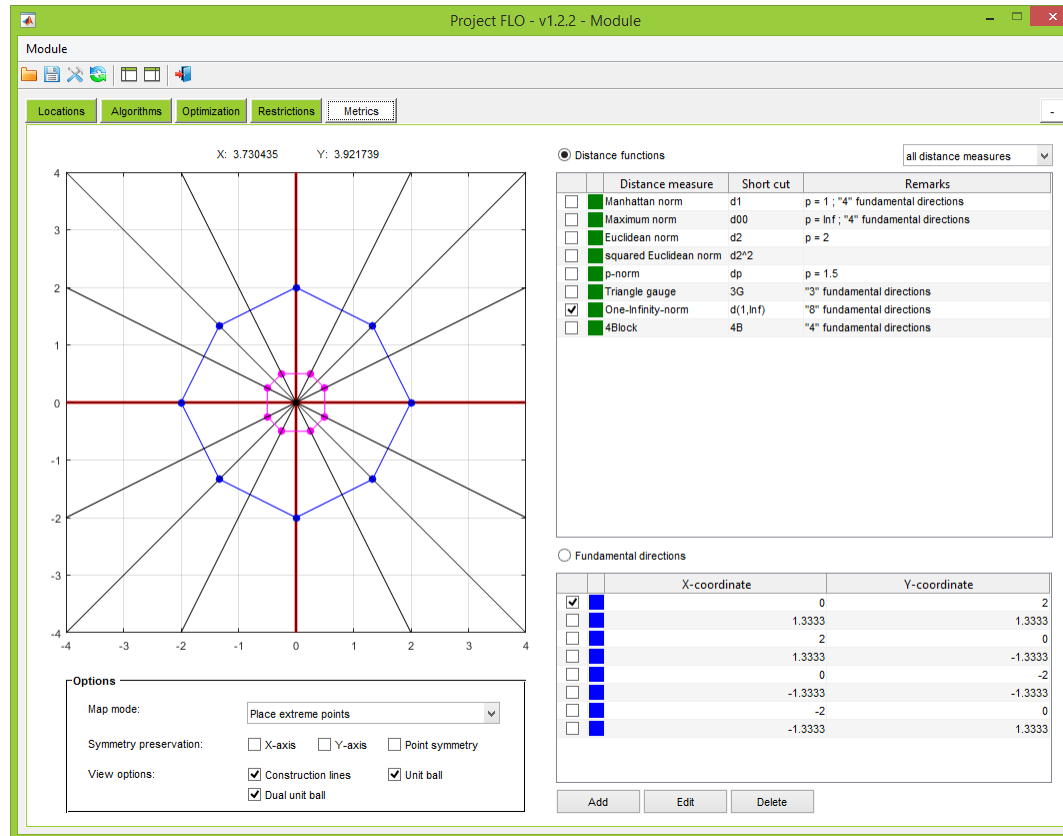 Project FLO - v1.2.2 - Module
Module
Locations Algorithms Optimization Restrictions Metrics -
X: 3.730435 Y: 3.921739
4
3
2
1
0
-1
-2
-3
-4
-4 -3 -2 -1 0 1 2 3 4
Options
Map mode: Place extreme points
Symmetry preservation: X-axis Y-axis Point symmetry
View options: Construction lines Unit ball
Dual unit ball
Distance functions all distance measures
Distance measure Short cut Remarks
Manhattan norm d1 p = 1 ; "4" fundamental directions
Maximum norm d00 p = Inf ; "4" fundamental directions
Euclidean norm d2 p = 2
squared Euclidean norm d2^2
p-norm dp p = 1.5
Triangle gauge 3G "3" fundamental directions
One-Infinity-norm d(1,Inf) "8" fundamental directions
4Block 4B "4" fundamental directions
Fundamental directions
X-coordinate Y-coordinate
0 2
1.3333 1.3333
2 0
1.3333 -1.3333
0 -2
-1.3333 -1.3333
-2 0
-1.3333 1.3333
Add Edit Delete